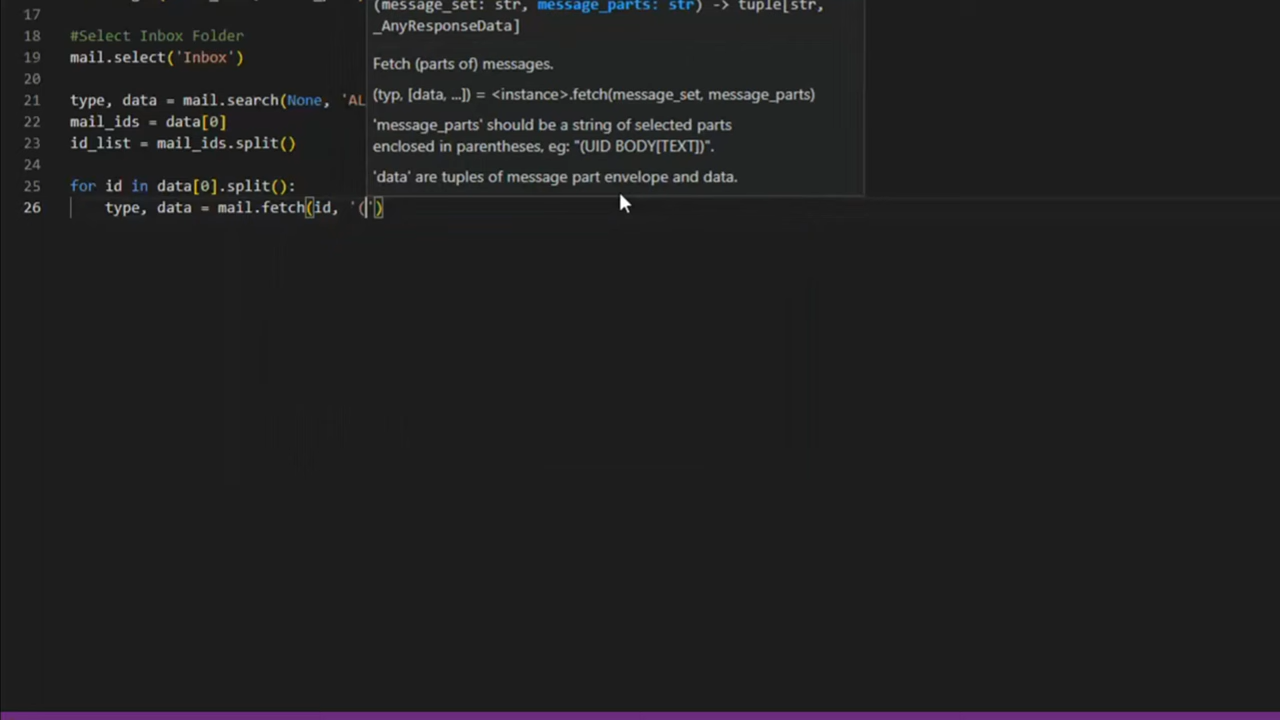 17
(message_set: str, message_parts: str) -> tuple[str,
_AnyResponseData]
18 #Select Inbox Folder
19 mail.select('Inbox')
Fetch (parts of) messages.
20
(typ, [data, ...]) = <instance>.fetch(message_set, message_parts)
21 type, data = mail.search(None, 'AL
22 mail_ids = data[0]
'message_parts' should be a string of selected parts
enclosed in parentheses, eg: "(UID BODY[TEXT])".
23 id_list = mail_ids.split()
24
'data' are tuples of message part envelope and data.
25 for id in data[0].split():
26 type, data = mail.fetch(id, '(')